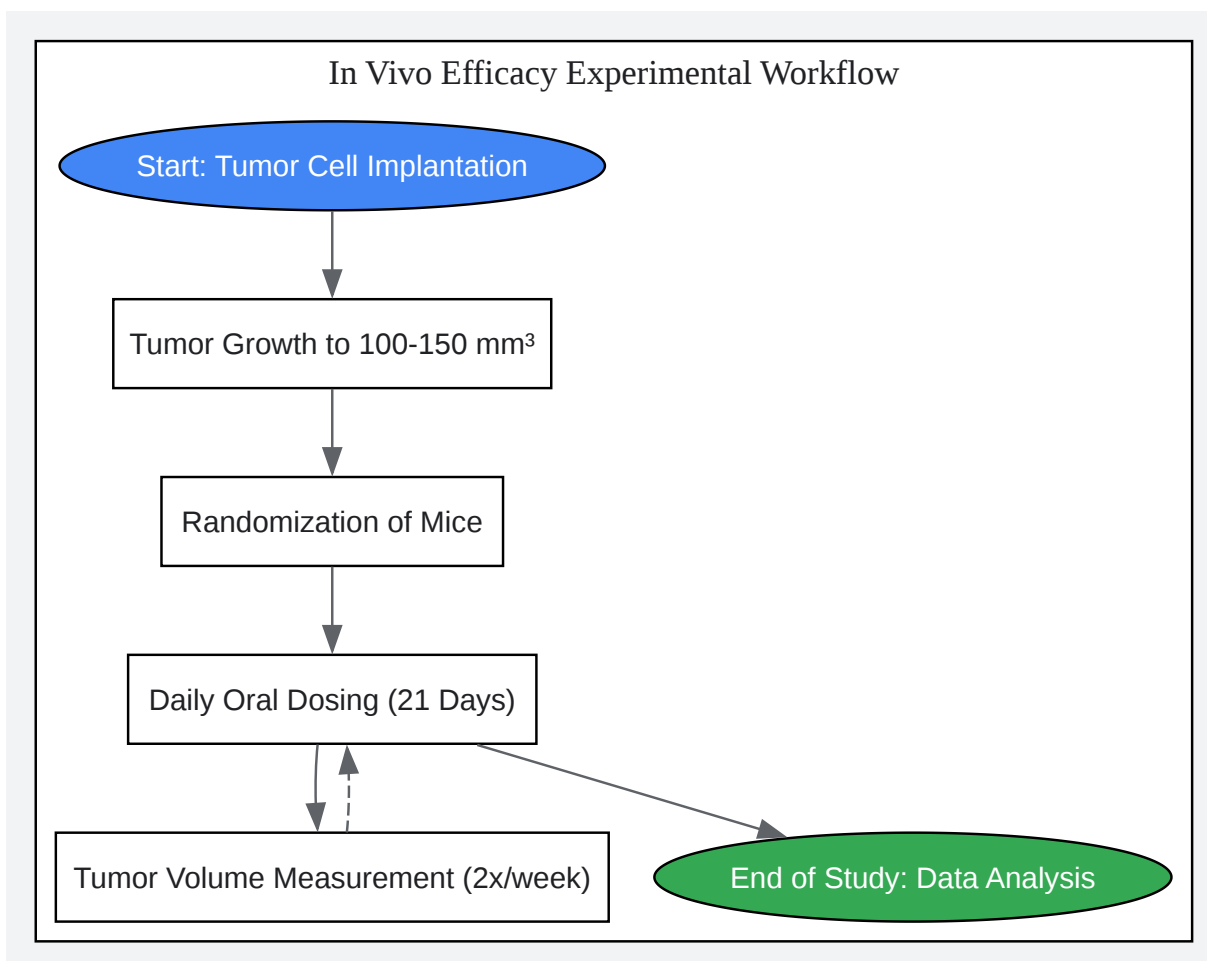 In Vivo Efficacy Experimental Workflow
Start: Tumor Cell Implantation
Tumor Growth to 100-150 mm³
Randomization of Mice
Daily Oral Dosing (21 Days)
Tumor Volume Measurement (2x/week)
End of Study: Data Analysis